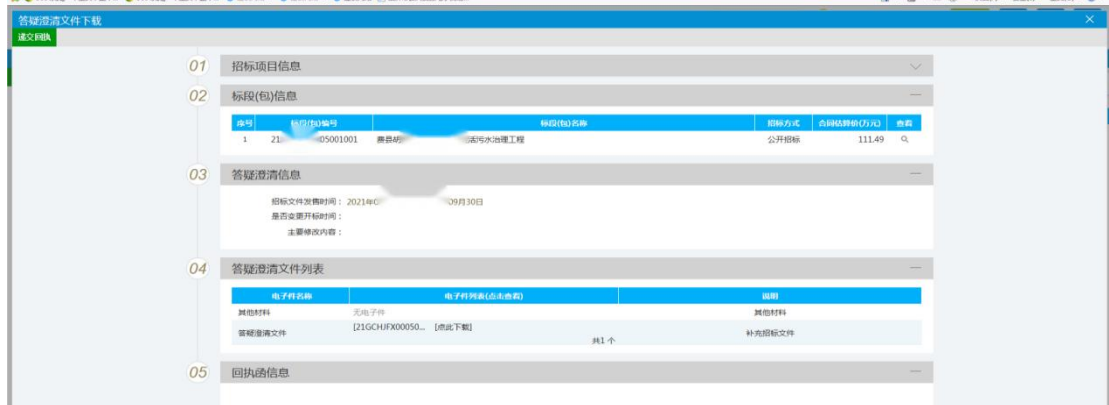 答疑澄清文件下载
递交回执
01 招标项目信息
02 标段(包)信息
序号 标段(包)编号 标段(包)名称 招标方式 合同估算价(万元) 查看
1 21 05001001 费县胡 活污水治理工程 公开招标 111.49
03 答疑澄清信息
招标文件发售时间： 2021年0 09月30日
是否变更开标时间：
主要修改内容：
04 答疑澄清文件列表
电子件名称 电子件列表(点击查看) 说明
其他材料 无电子件 其他材料
答疑澄清文件 [21GCHJFX00050... [点此下载] 补充招标文件
共1 个
05 回执函信息